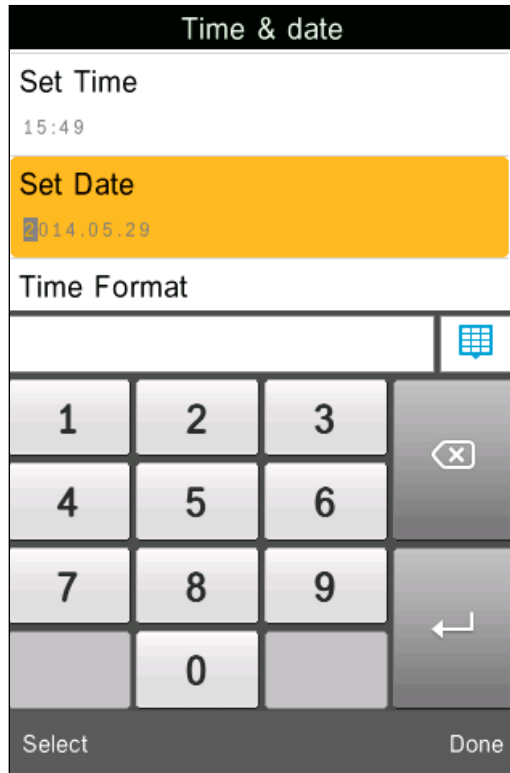 Time & date
Set Time
15:49
Set Date
2014.05.29
Time Format
1 2 3
4 5 6
7 8 9
0
Select Done